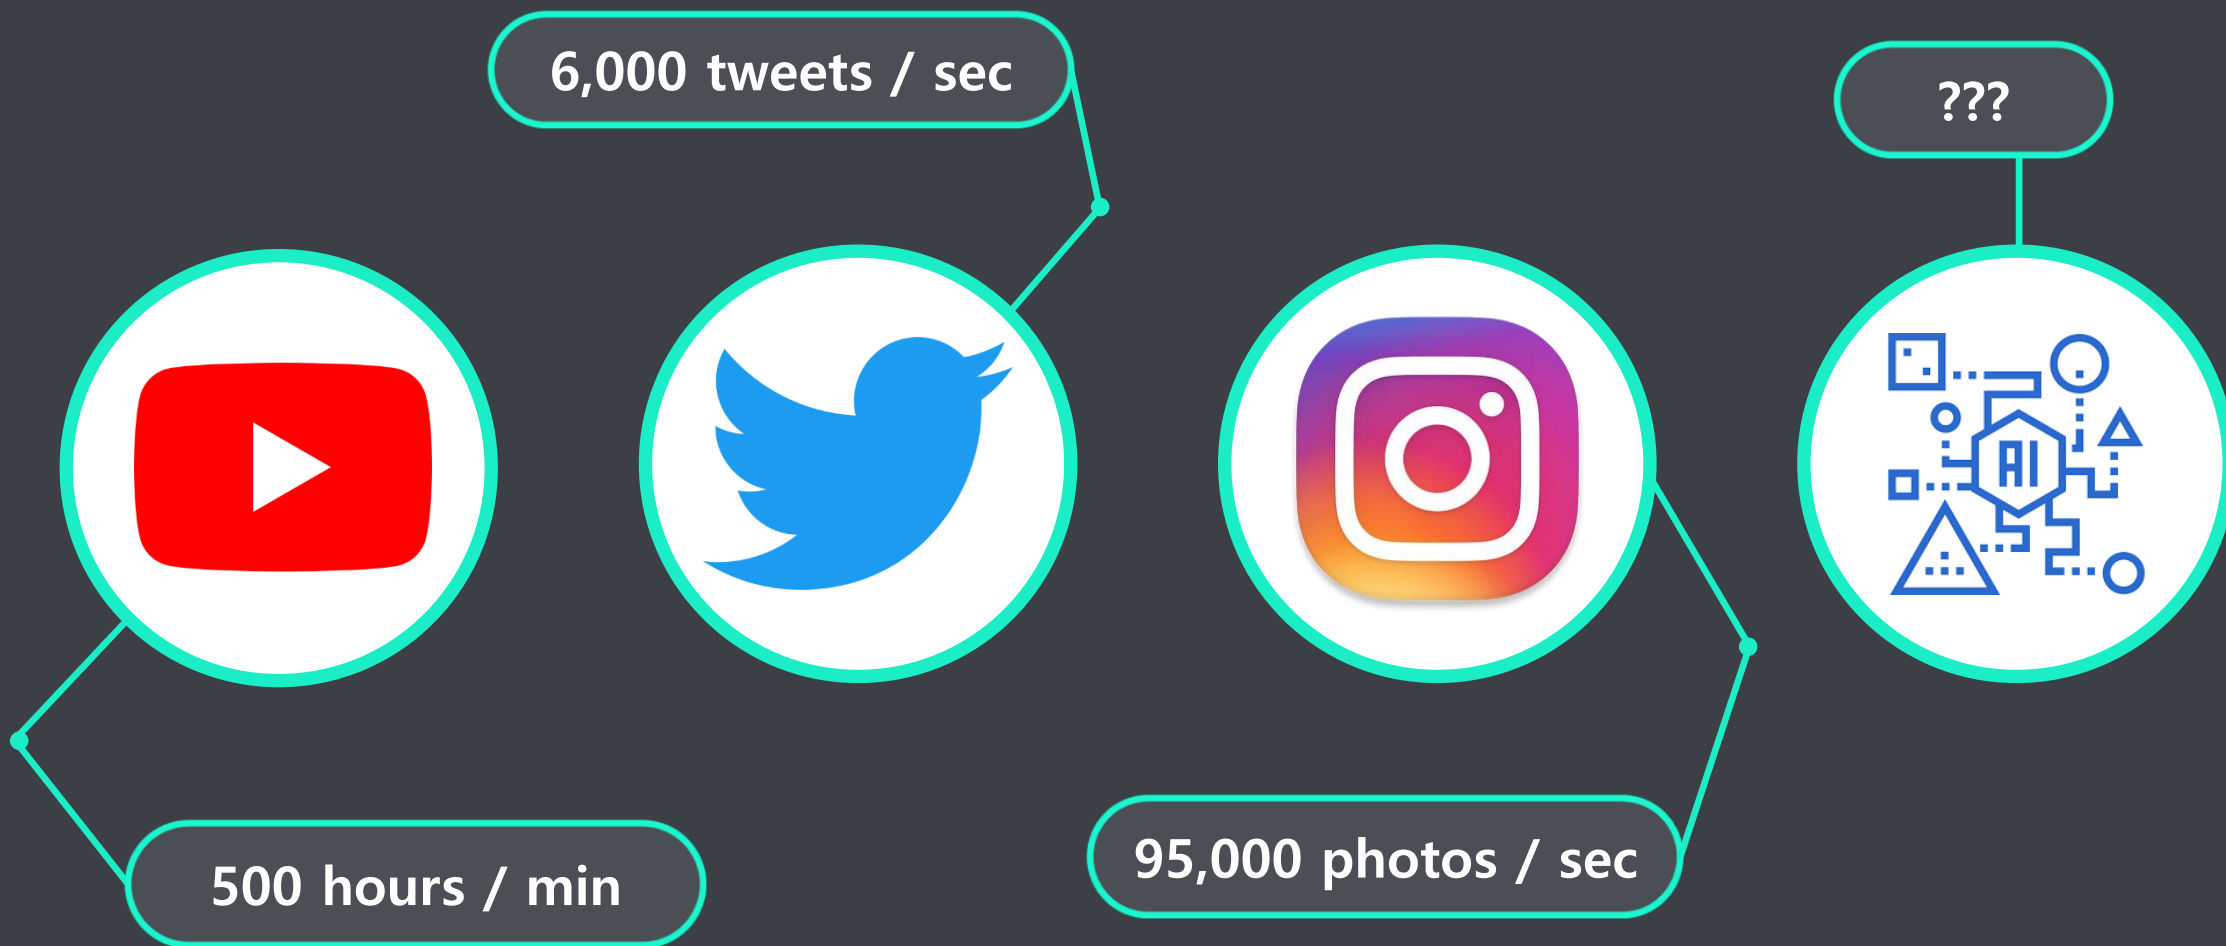 6,000 tweets / sec
???
AI
500 hours / min
95,000 photos / sec